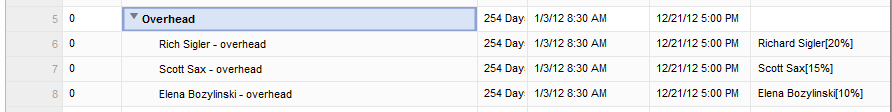 5 0 Overhead 254 Days 1/3/12 8:30 AM 12/21/12 5:00 PM
6 0 Rich Sigler - overhead 254 Days 1/3/12 8:30 AM 12/21/12 5:00 PM Richard Sigler[20%]
7 0 Scott Sax - overhead 254 Days 1/3/12 8:30 AM 12/21/12 5:00 PM Scott Sax[15%]
8 0 Elena Bozylinski - overhead 254 Days 1/3/12 8:30 AM 12/21/12 5:00 PM Elena Bozylinski[10%]